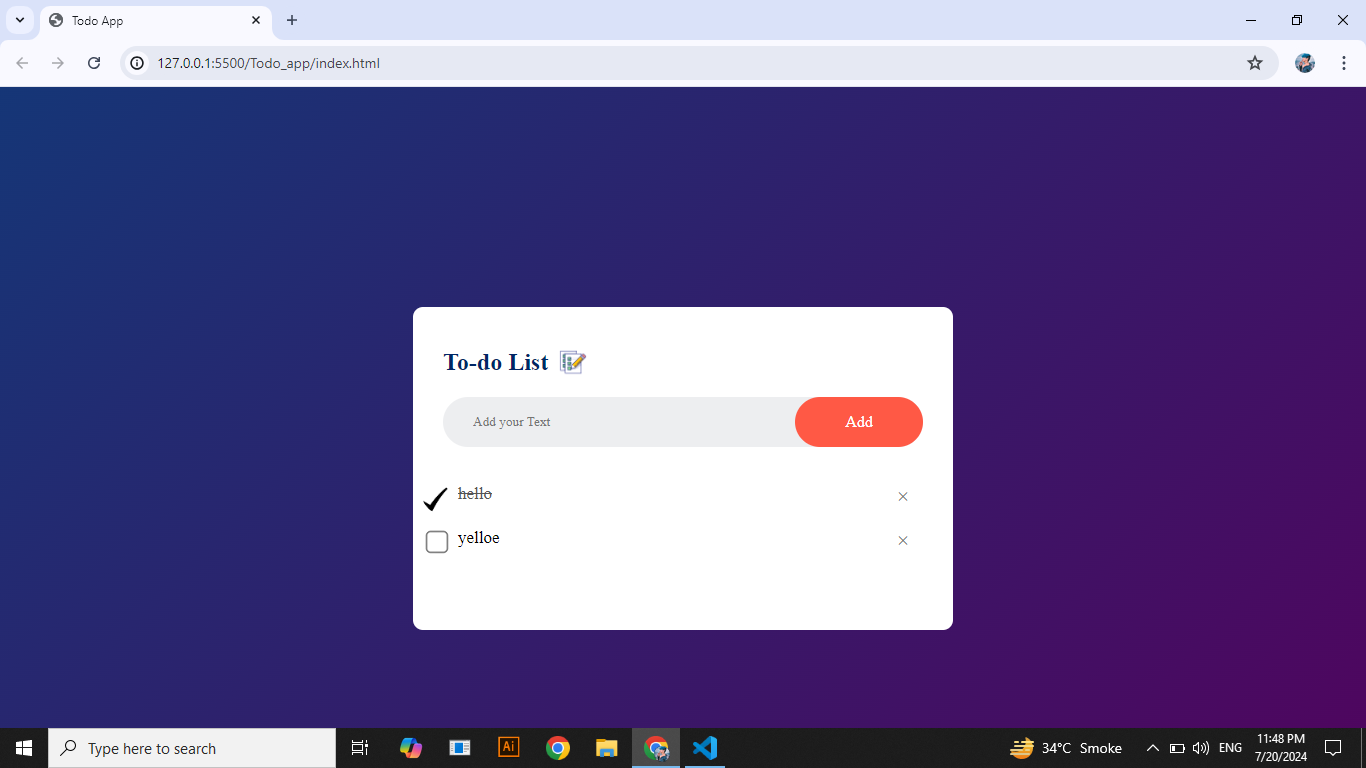 Todo App
127.0.0.1:5500/Todo_app/index.html
To-do List
Add your Text
Add
hello
yelloe
Type here to search
Ai
34°C Smoke
ENG
11:48 PM
7/20/2024